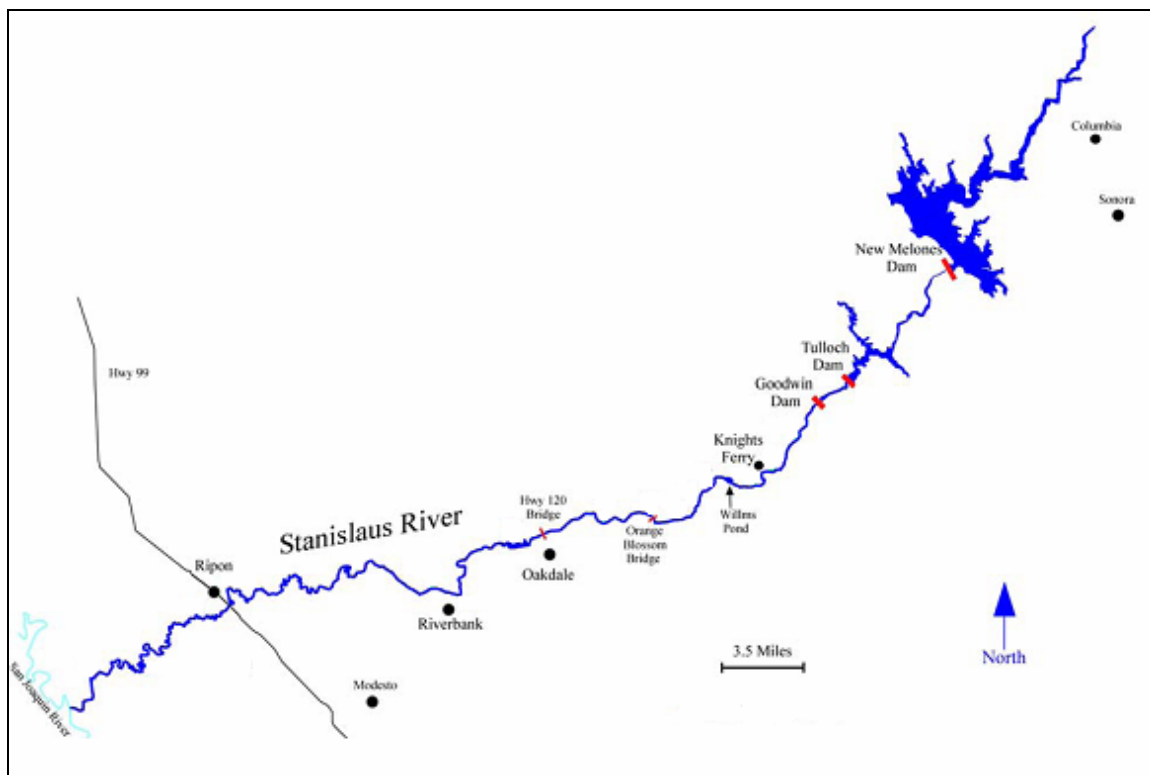 Columbia
Sonora
New Melones
Dam
Tulloch
Dam
Goodwin
Dam
Hwy 99
Knights
Ferry
Willms
Pond
Hwy 120
Bridge
Orange
Blossom
Bridge
Stanislaus River
Oakdale
Ripon
Riverbank
3.5 Miles
North
San Joaquin River
Modesto